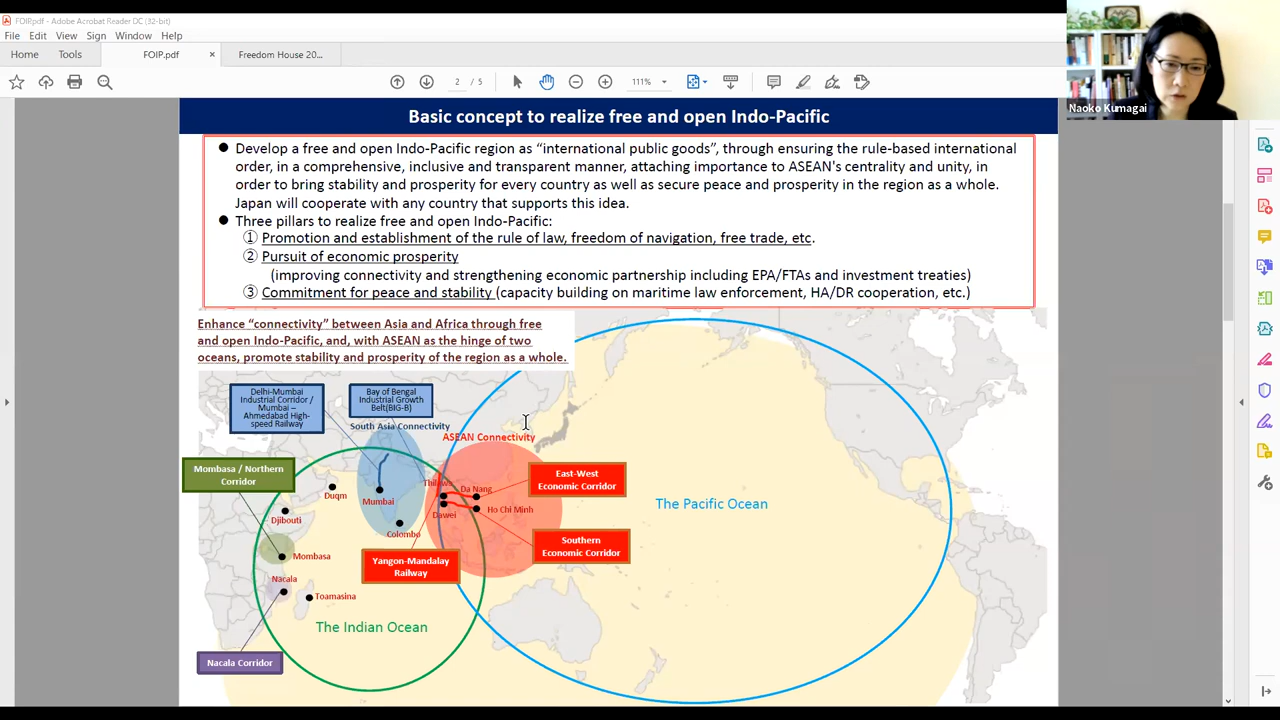 FOIP.pdf - Adobe Acrobat Reader DC (32-bit)
File Edit View Sign Window Help
Home Tools FOIP.pdf × Freedom House 20...
2 / 5 111%
Naoko Kumagai
Basic concept to realize free and open Indo-Pacific
● Develop a free and open Indo-Pacific region as “international public goods”, through ensuring the rule-based international
order, in a comprehensive, inclusive and transparent manner, attaching importance to ASEAN's centrality and unity, in
order to bring stability and prosperity for every country as well as secure peace and prosperity in the region as a whole.
Japan will cooperate with any country that supports this idea.
● Three pillars to realize free and open Indo-Pacific:
① Promotion and establishment of the rule of law, freedom of navigation, free trade, etc.
② Pursuit of economic prosperity
(improving connectivity and strengthening economic partnership including EPA/FTAs and investment treaties)
③ Commitment for peace and stability (capacity building on maritime law enforcement, HA/DR cooperation, etc.)
Enhance “connectivity” between Asia and Africa through free
and open Indo-Pacific, and, with ASEAN as the hinge of two
oceans, promote stability and prosperity of the region as a whole.
Delhi-Mumbai
Industrial Corridor /
Mumbai –
Ahmedabad High-
speed Railway
Bay of Bengal
Industrial Growth
Belt(BIG-B)
South Asia Connectivity
ASEAN Connectivity
Mombasa / Northern
Corridor
East-West
Economic Corridor
Duqm
Mumbai
Thilawa
Da Nang
Djibouti
Dawei
Ho Chi Minh
The Pacific Ocean
Colombo
Southern
Economic Corridor
Mombasa
Yangon-Mandalay
Railway
Nacala
Toamasina
The Indian Ocean
Nacala Corridor